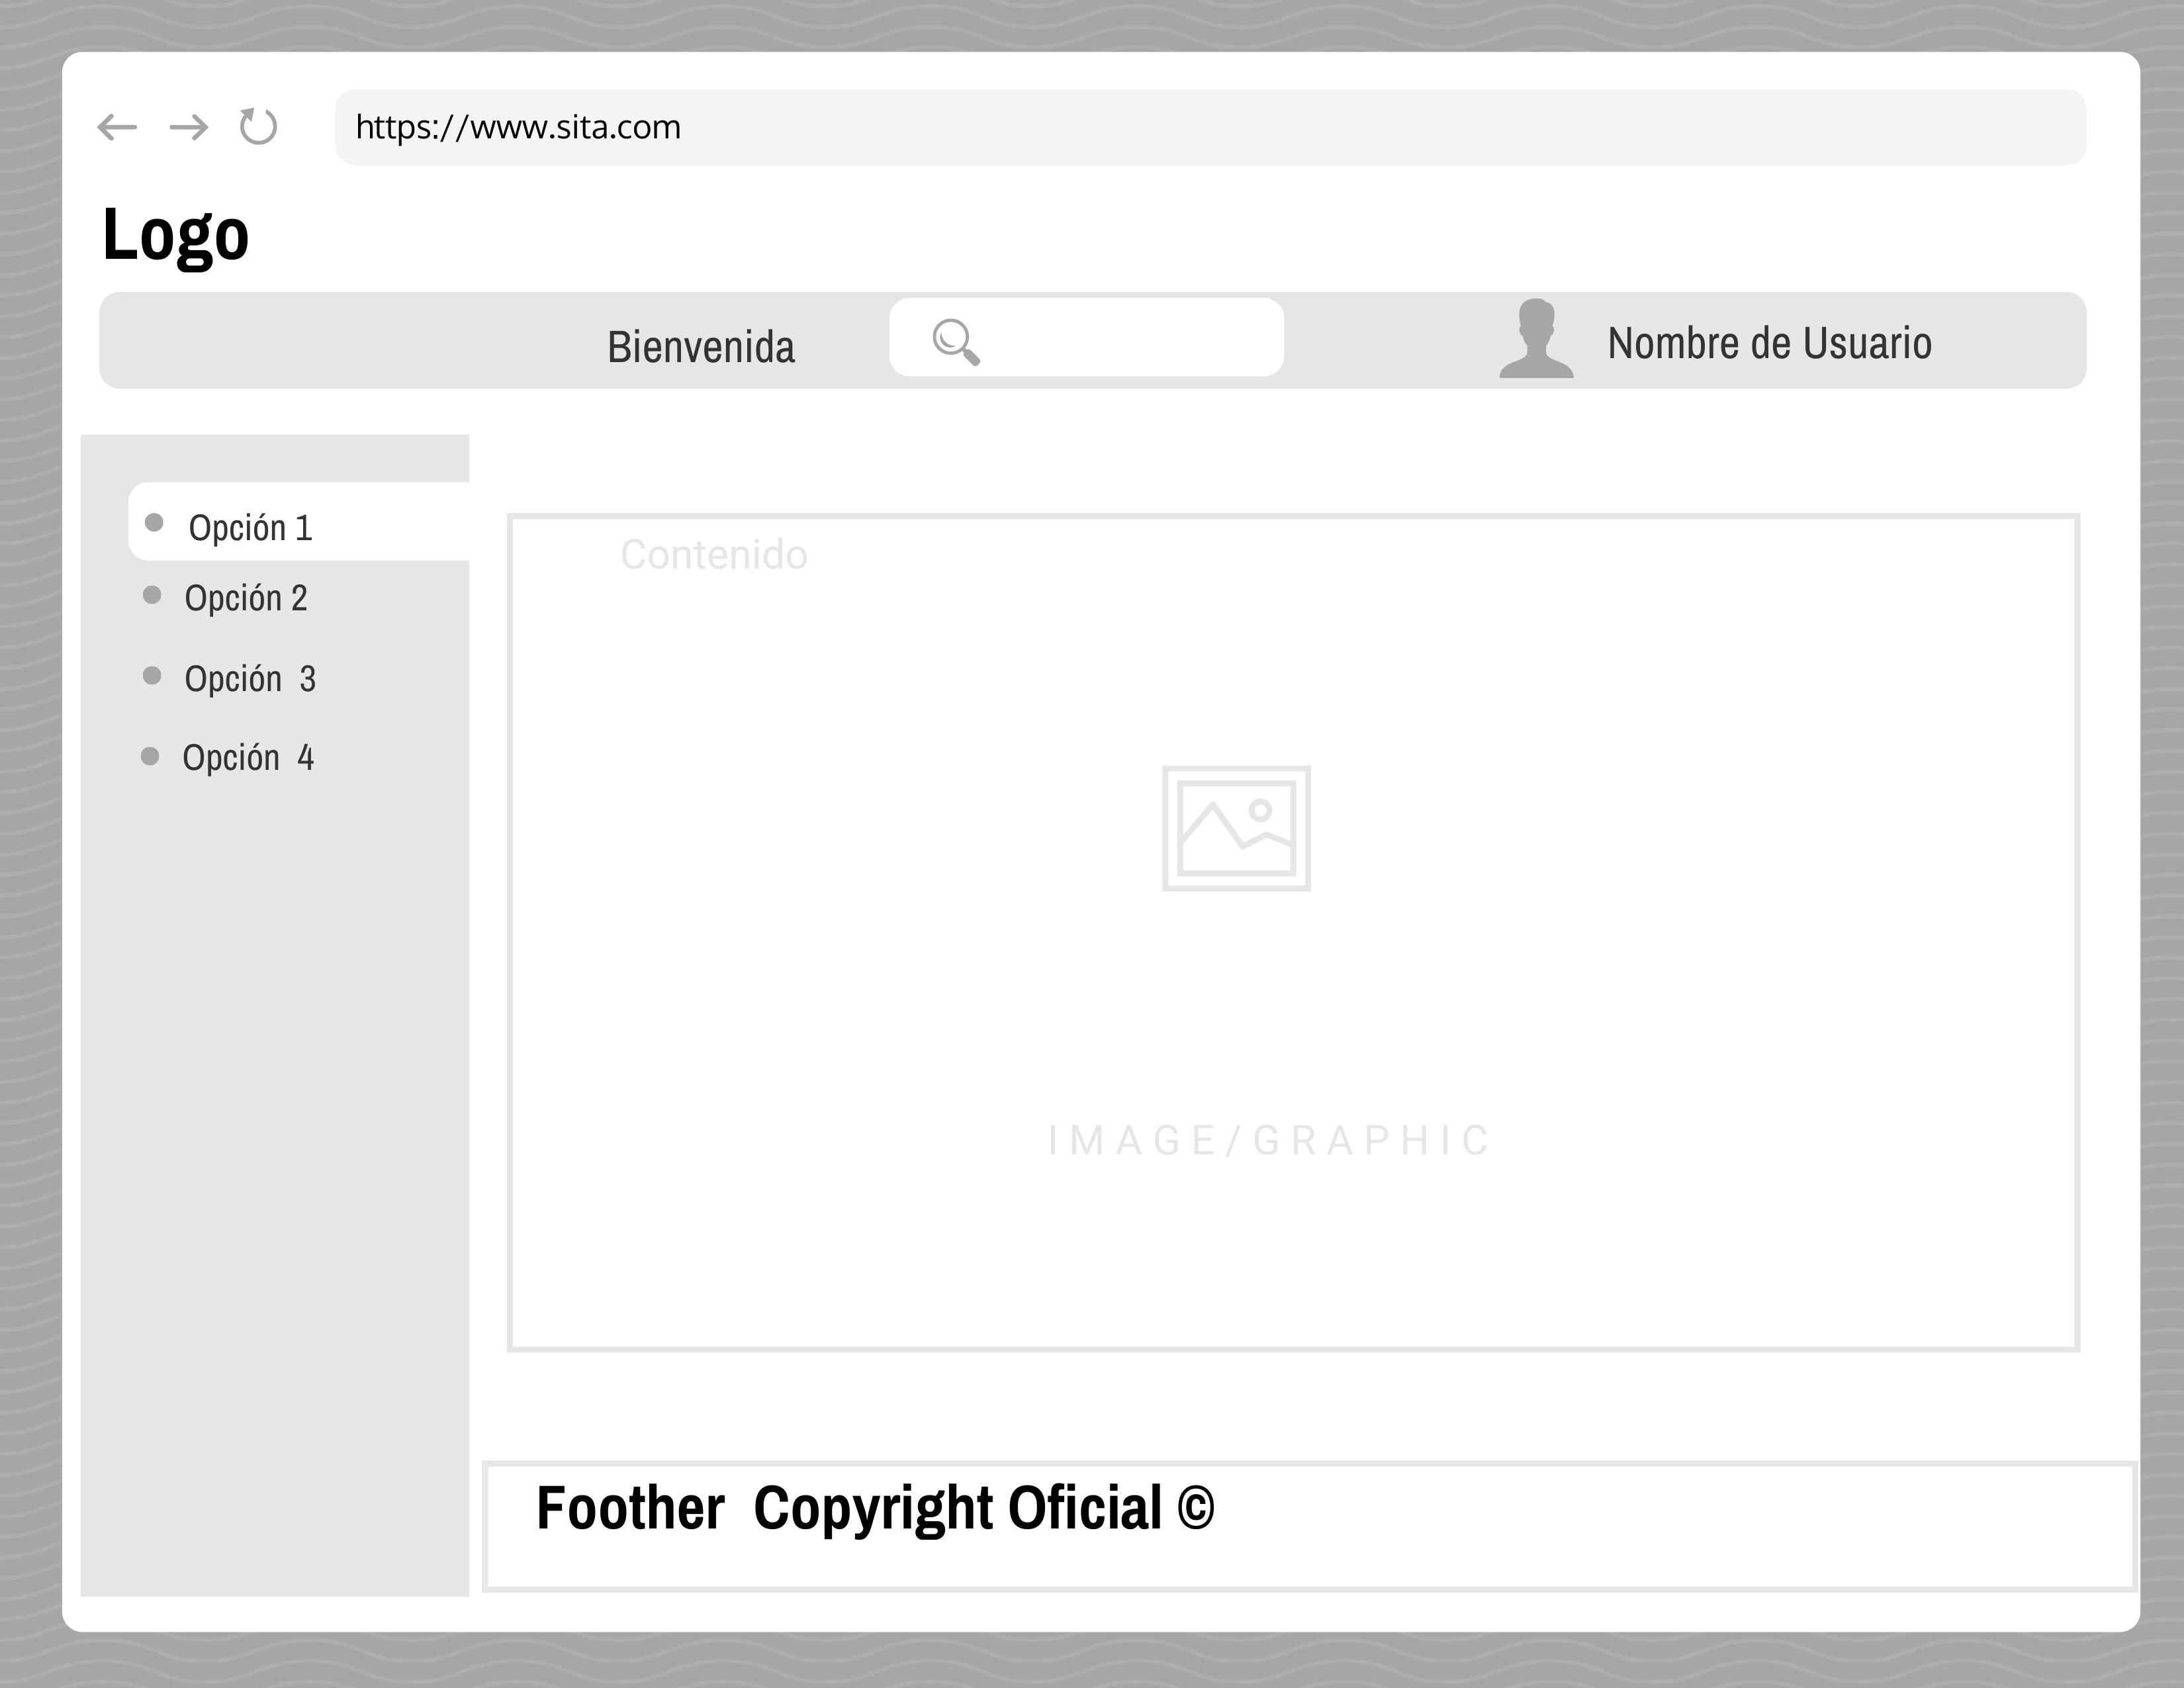 https://www.sita.com
Logo
Bienvenida
Nombre de Usuario
Opción 1
Opción 2
Opción  3
Opción  4
Contenido
IMAGE/GRAPHIC
Foother  Copyright Oficial ©